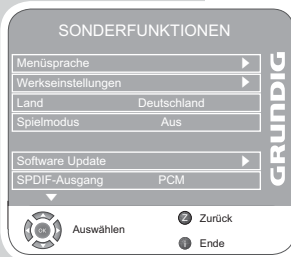 SONDERFUNKTIONEN
Menüsprache
Werkseinstellungen
Land Deutschland
Spielmodus Aus
Software Update
SPDIF-Ausgang PCM
GRUNDIG
OK Auswählen
Z Zurück
i Ende